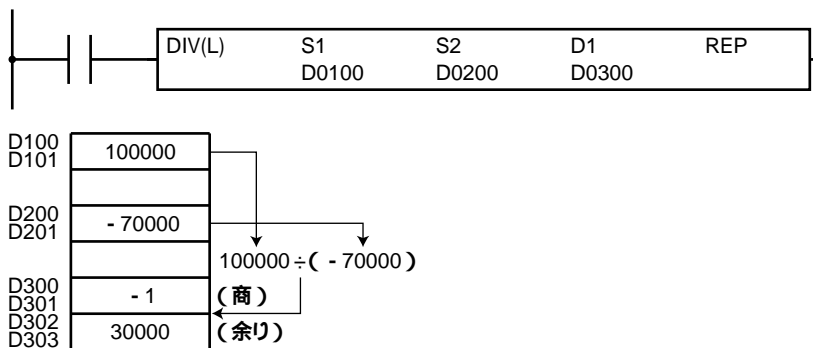 DIV(L) S1 S2 D1 REP
D0100 D0200 D0300
D100
D101
100000
D200
D201
- 70000
100000÷(- 70000)
D300
D301
- 1
(商)
D302
D303
30000
(余り)